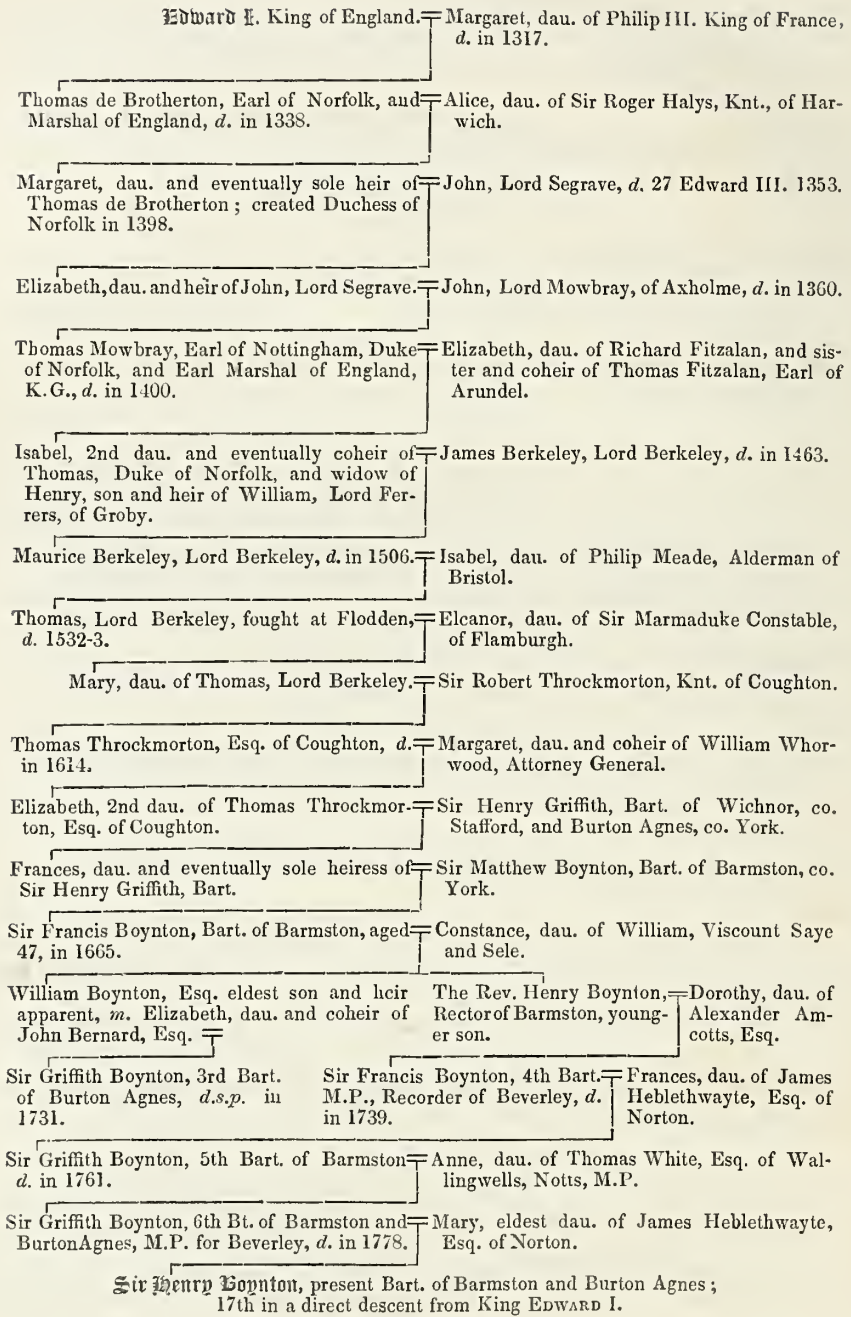 Edward I. King of England. Margaret, dau. of Philip III. King of France,
d. in 1317.
Thomas de Brotherton, Earl of Norfolk, and
Marshal of England, d. in 1338.
Alice, dau. of Sir Roger Halys, Knt., of Har-
wich.
Margaret, dau. and eventually sole heir of
Thomas de Brotherton; created Duchess of
Norfolk in 1398.
John, Lord Segrave, d. 27 Edward III. 1353.
Elizabeth, dau. and heir of John, Lord Segrave.
John, Lord Mowbray, of Axholme, d. in 1360.
Thomas Mowbray, Earl of Nottingham, Duke
of Norfolk, and Earl Marshal of England,
K.G., d. in 1400.
Elizabeth, dau. of Richard Fitzalan, and sis-
ter and coheir of Thomas Fitzalan, Earl of
Arundel.
Isabel, 2nd dau. and eventually coheir of
Thomas, Duke of Norfolk, and widow of
Henry, son and heir of William, Lord Fer-
rers, of Groby.
James Berkeley, Lord Berkeley, d. in 1463.
Maurice Berkeley, Lord Berkeley, d. in 1506.
Isabel, dau. of Philip Meade, Alderman of
Bristol.
Thomas, Lord Berkeley, fought at Flodden,
d. 1532-3.
Elcanor, dau. of Sir Marmaduke Constable,
of Flamburgh.
Mary, dau. of Thomas, Lord Berkeley.
Sir Robert Throckmorton, Knt. of Coughton.
Thomas Throckmorton, Esq. of Coughton, d.
in 1614.
Margaret, dau. and coheir of William Whor-
wood, Attorney General.
Elizabeth, 2nd dau. of Thomas Throckmor-
ton, Esq. of Coughton.
Sir Henry Griffith, Bart. of Wichnor, co.
Stafford, and Burton Agnes, co. York.
Frances, dau. and eventually sole heiress of
Sir Henry Griffith, Bart.
Sir Matthew Boynton, Bart. of Barmston, co.
York.
Sir Francis Boynton, Bart. of Barmston, aged
47, in 1665.
Constance, dau. of William, Viscount Saye
and Sele.
William Boynton, Esq. eldest son and heir
apparent, m. Elizabeth, dau. and coheir of
John Bernard, Esq.
The Rev. Henry Boynton,
Rector of Barmston, young-
er son.
Dorothy, dau. of
Alexander Am-
cotts, Esq.
Sir Griffith Boynton, 3rd Bart.
of Burton Agnes, d.s.p. in
1731.
Sir Francis Boynton, 4th Bart.
M.P., Recorder of Beverley, d.
in 1739.
Frances, dau. of James
Heblethwayte, Esq. of
Norton.
Sir Griffith Boynton, 5th Bart. of Barmston
d. in 1761.
Anne, dau. of Thomas White, Esq. of Wal-
lingwells, Notts, M.P.
Sir Griffith Boynton, 6th Bt. of Barmston and
Burton Agnes, M.P. for Beverley, d. in 1778.
Mary, eldest dau. of James Heblethwayte,
Esq. of Norton.
Sir Henry Boynton, present Bart. of Barmston and Burton Agnes;
17th in a direct descent from King EDWARD I.